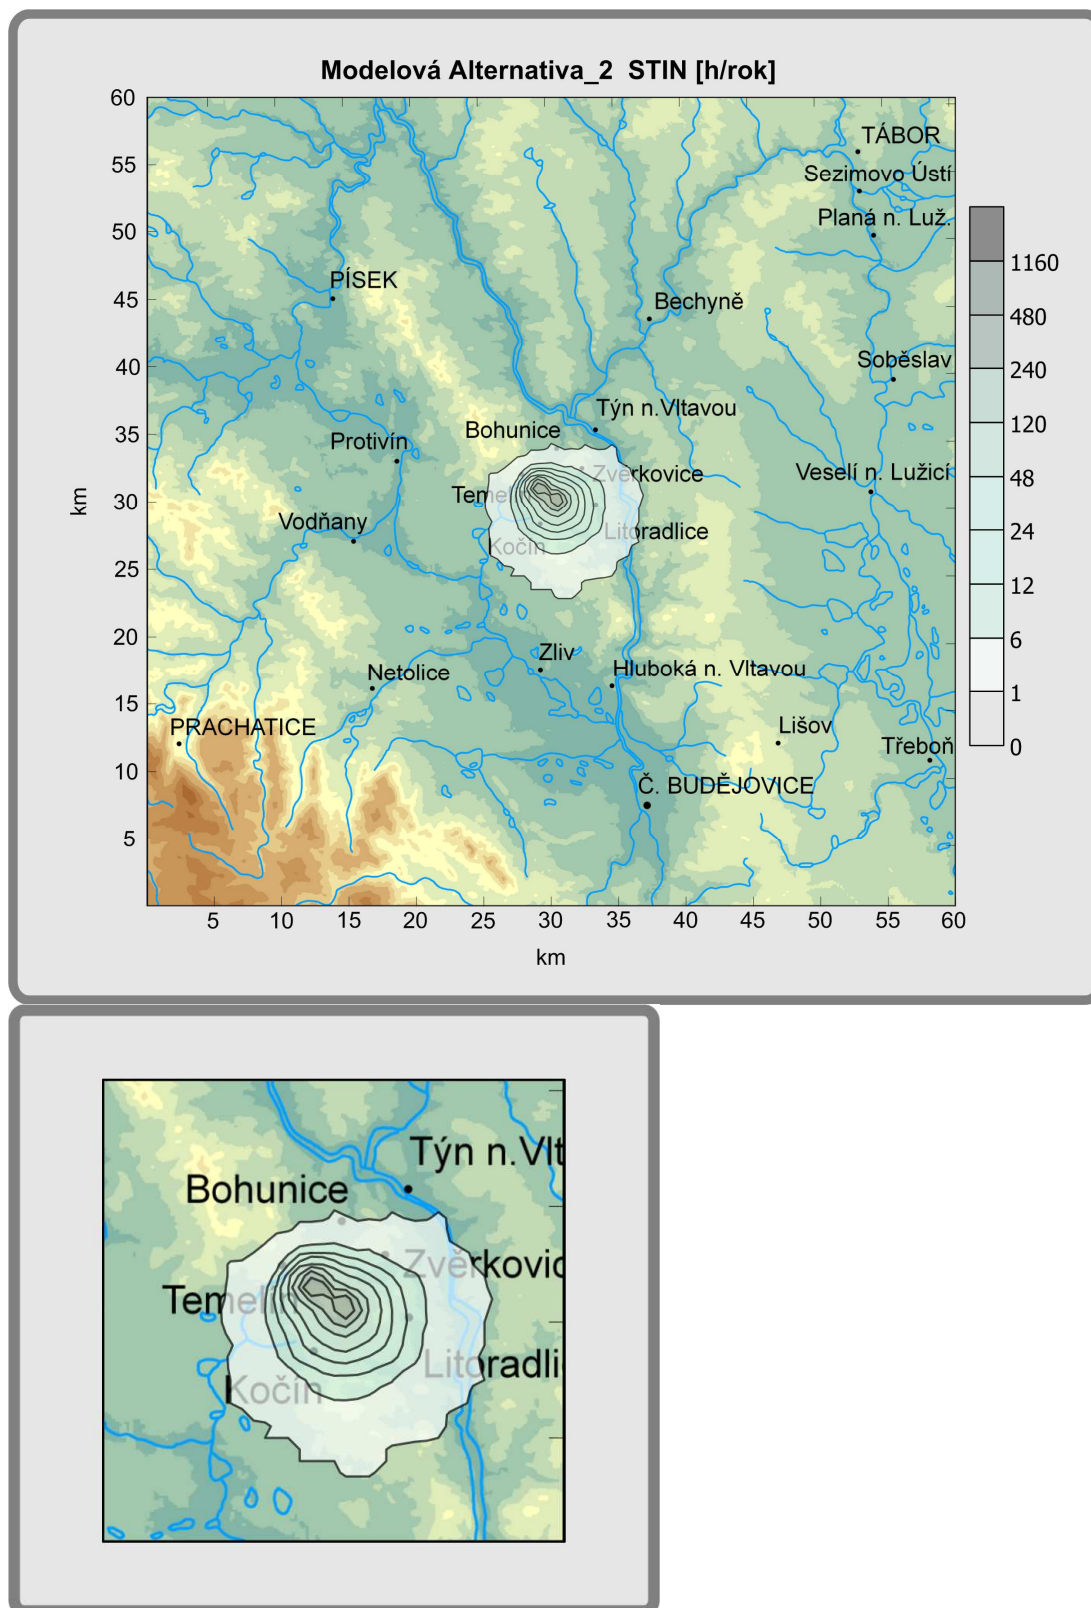 Modelová Alternativa_2 STIN [h/rok]
60
55
50
45
40
35
30
25
20
15
10
5
km
TÁBOR
Sezimovo Ústí
Planá n. Luž.
PÍSEK
Bechyně
Soběslav
Týn n.Vltavou
Bohunice
Protivín
Zvěrkovice
Veselí n. Lužicí
Temelín
Vodňany
Litoradlice
Kočín
Zliv
Hluboká n. Vltavou
Netolice
PRACHATICE
Lišov
Třeboň
Č. BUDĚJOVICE
5 10 15 20 25 30 35 40 45 50 55 60
km
1160
480
240
120
48
24
12
6
1
0
Týn n.Vlt
Bohunice
Zvěrkovic
Temelín
Litoradli
Kočín